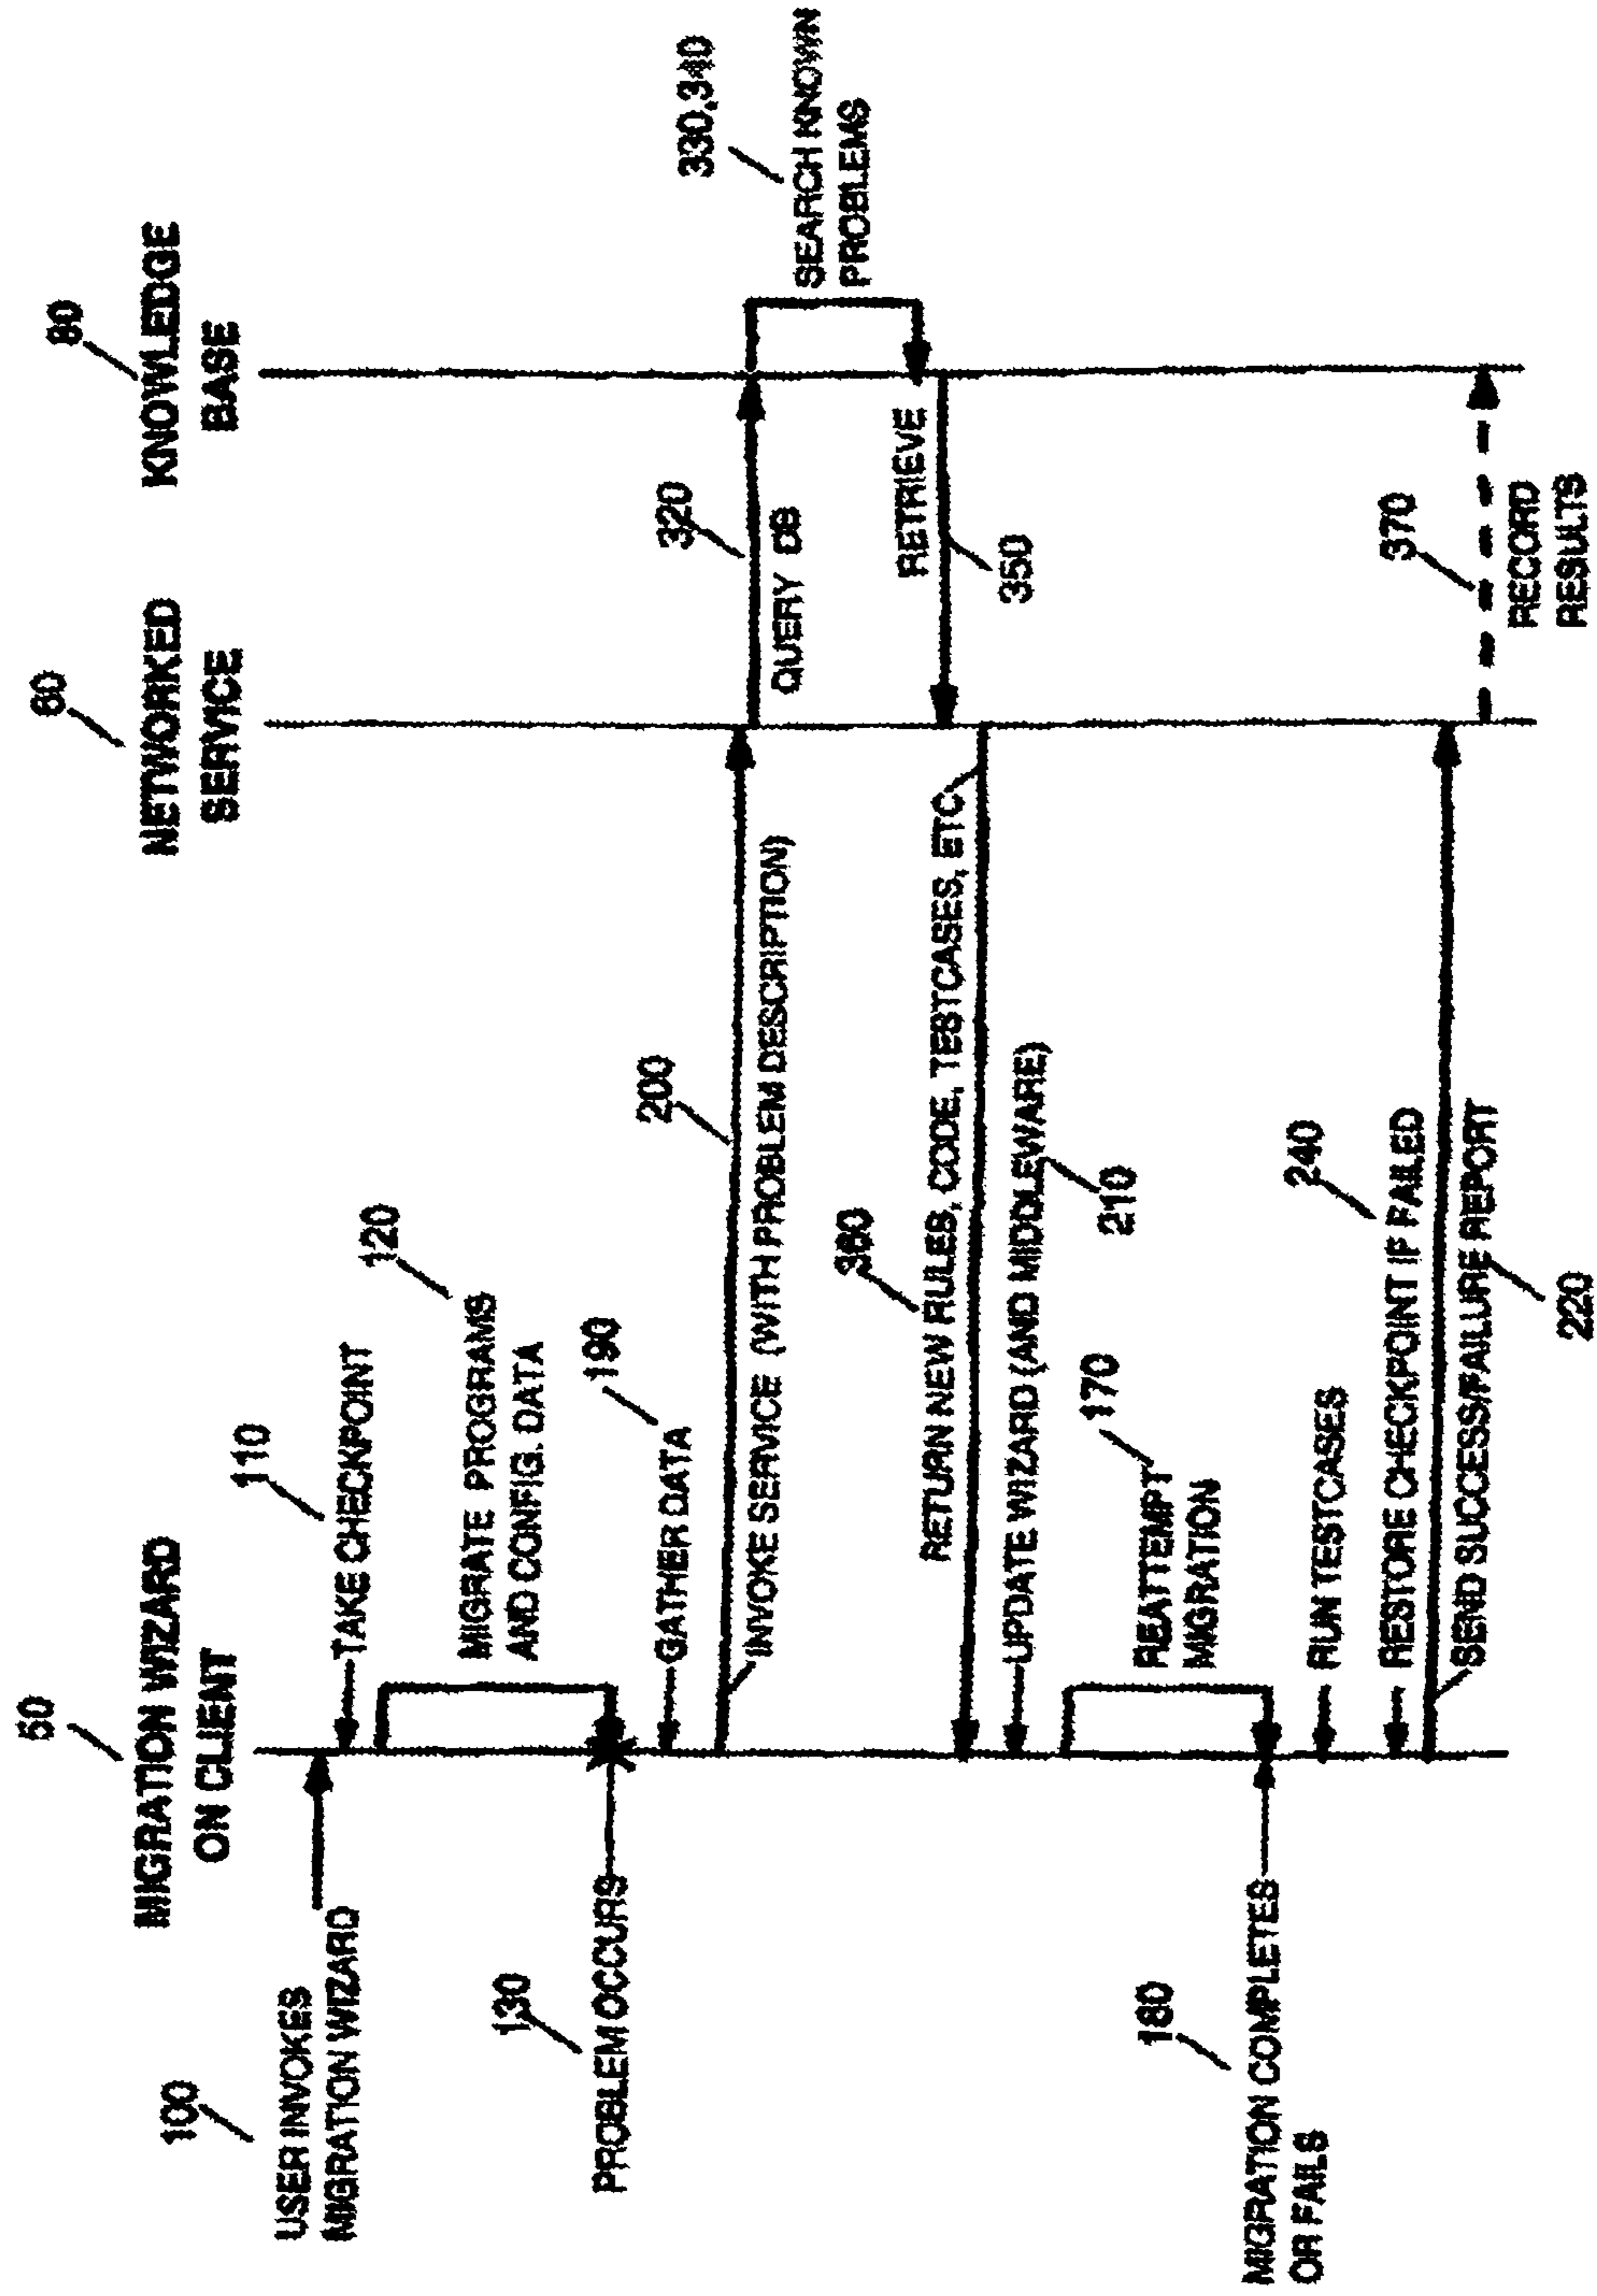 50
MIGRATION WIZARD
ON CLIENT
60
NETWORKED
SERVICE
80
KNOWLEDGE
BASE
100
USER INVOKES
MIGRATION WIZARD
110
TAKE CHECKPOINT
120
MIGRATE PROGRAMS
AND CONFIG. DATA
130
PROBLEM OCCURS
190
GATHER DATA
200
INVOKE SERVICE (WITH PROBLEM DESCRIPTION)
320
QUERY DB
330,340
SEARCH KNOWN
PROBLEMS
RETRIEVE
350
360
RETURN NEW RULES, CODE, TESTCASES, ETC
UPDATE WIZARD (AND MIDDLEWARE)
210
170
REATTEMPT
MIGRATION
180
MIGRATION COMPLETES
OR FAILS
RUN TESTCASES
240
RESTORE CHECKPOINT IF FAILED
SEND SUCCESS/FAILURE REPORT
220
370
RECORD
RESULTS